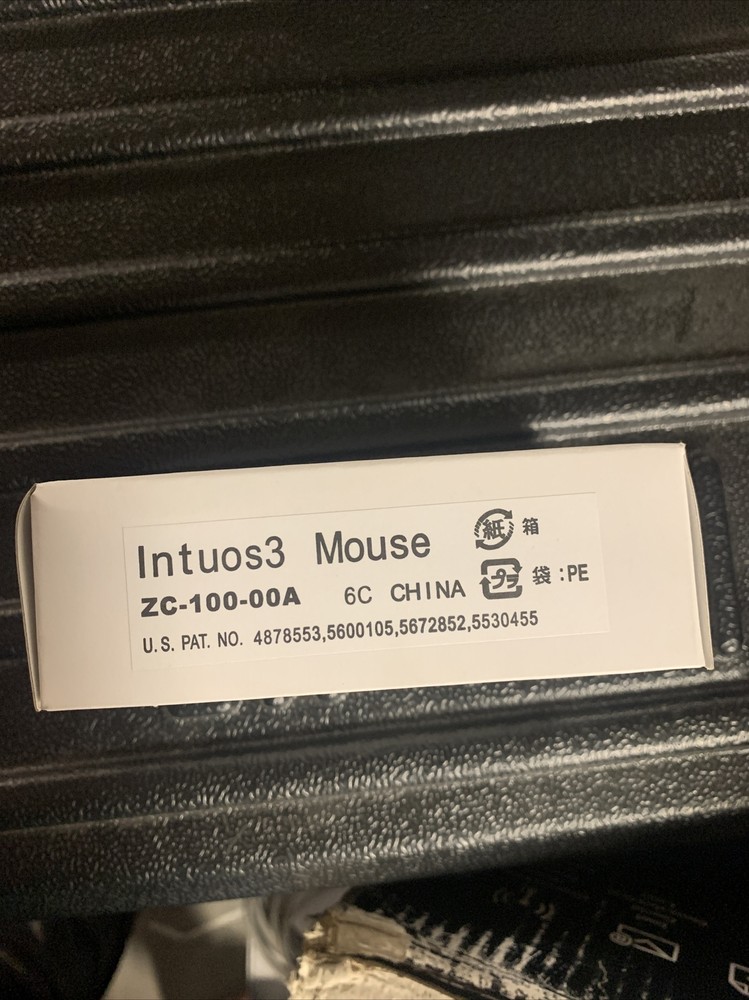 Intuos3 Mouse 紙 箱
ZC-100-00A 6C CHINA プラ 袋:PE
U.S. PAT. NO. 4878553,5600105,5672852,5530455